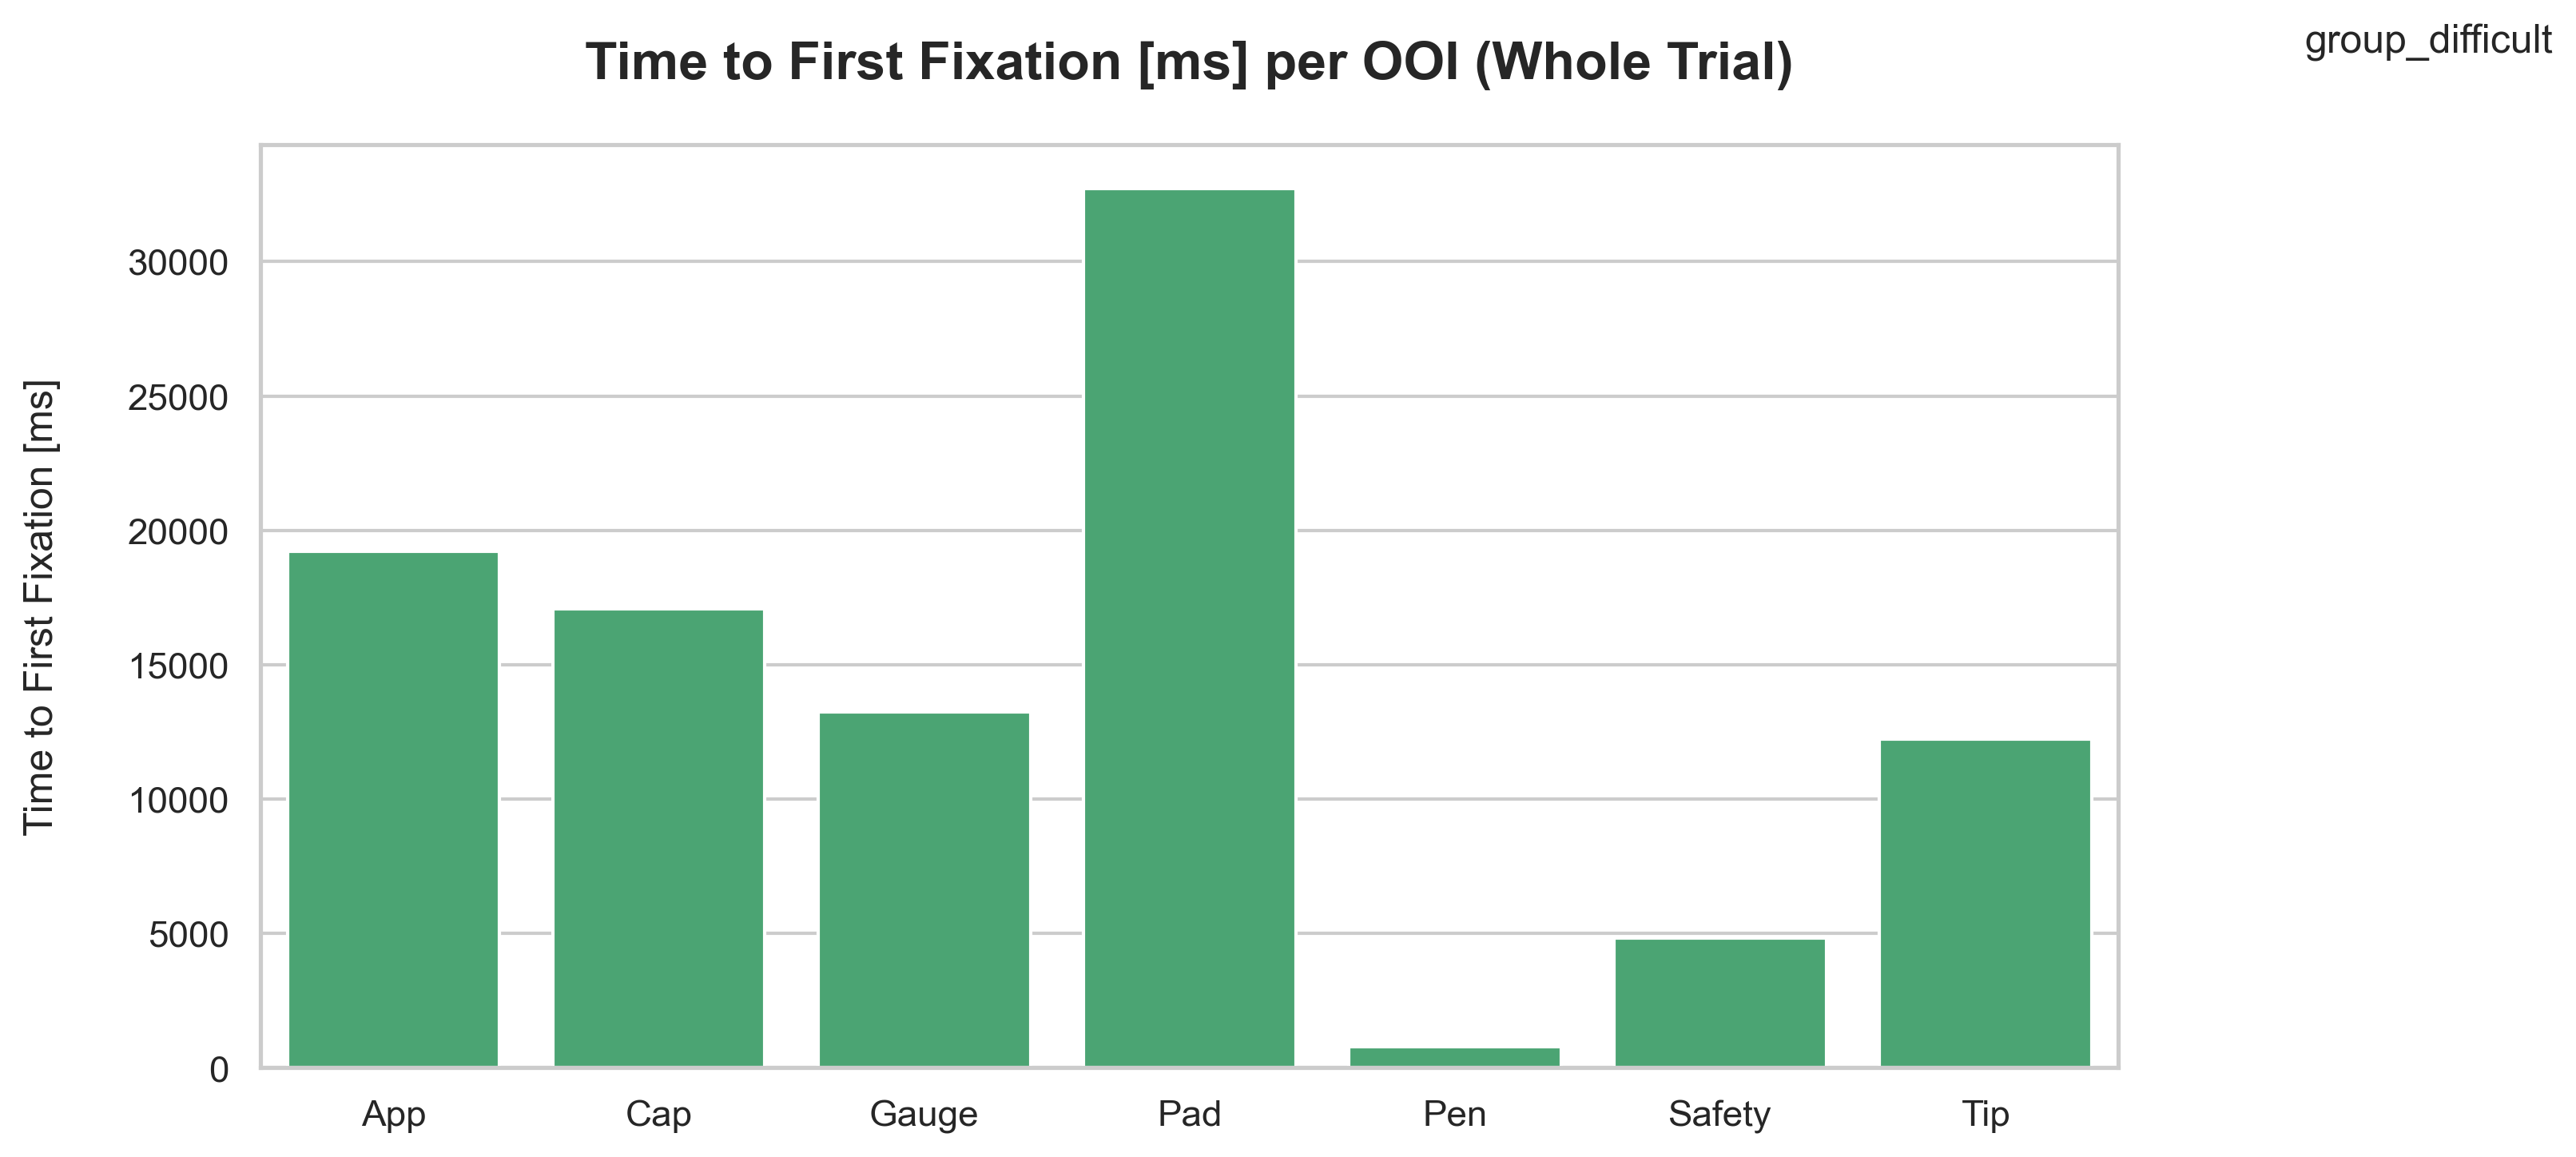 group_difficult
Time to First Fixation [ms] per OOI (Whole Trial)
Time to First Fixation [ms]
30000
25000
20000
15000
10000
5000
0
App Cap Gauge Pad Pen Safety Tip